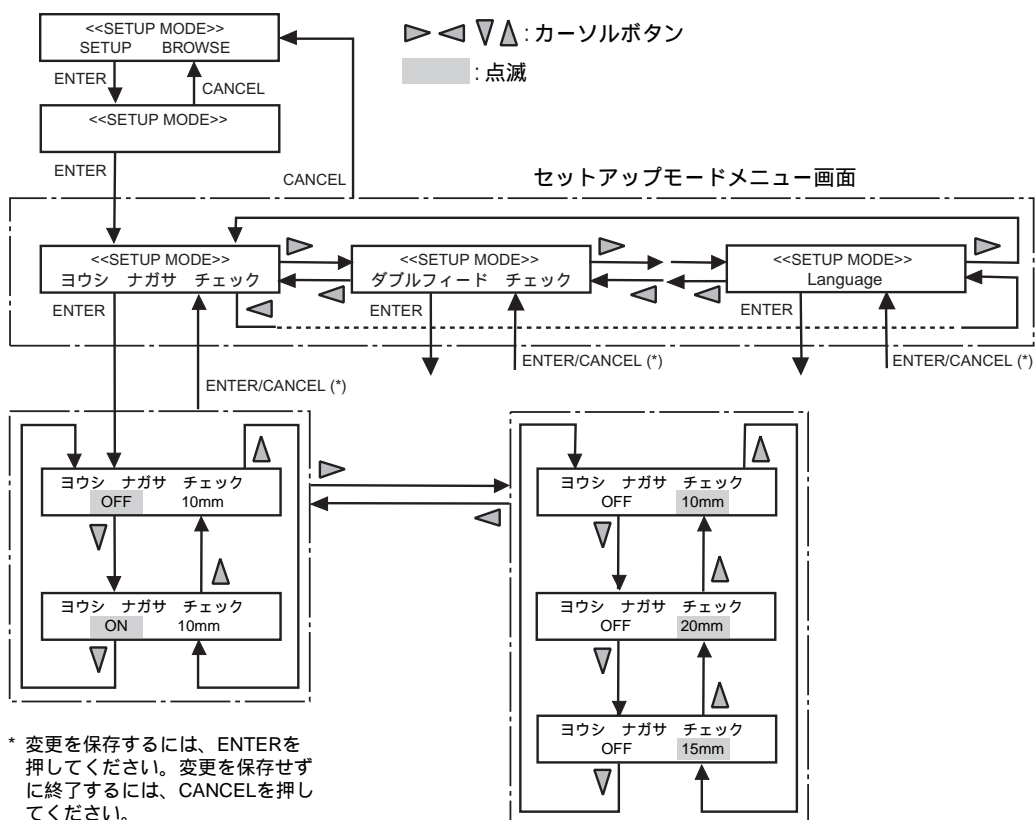 <<SETUP MODE>>
SETUP BROWSE
: カーソルボタン
: 点滅
ENTER
CANCEL
<<SETUP MODE>>
ENTER
CANCEL
セットアップモードメニュー画面
<<SETUP MODE>>
ヨウシ ナガサ チェック
<<SETUP MODE>>
ダブルフィード チェック
<<SETUP MODE>>
Language
ENTER
ENTER
ENTER
ENTER/CANCEL (*)
ENTER/CANCEL (*)
ENTER/CANCEL (*)
ヨウシ ナガサ チェック
OFF 10mm
ヨウシ ナガサ チェック
ON 10mm
ヨウシ ナガサ チェック
OFF 10mm
ヨウシ ナガサ チェック
OFF 20mm
ヨウシ ナガサ チェック
OFF 15mm
* 変更を保存するには、ENTERを
押してください。変更を保存せず
に終了するには、CANCELを押し
てください。